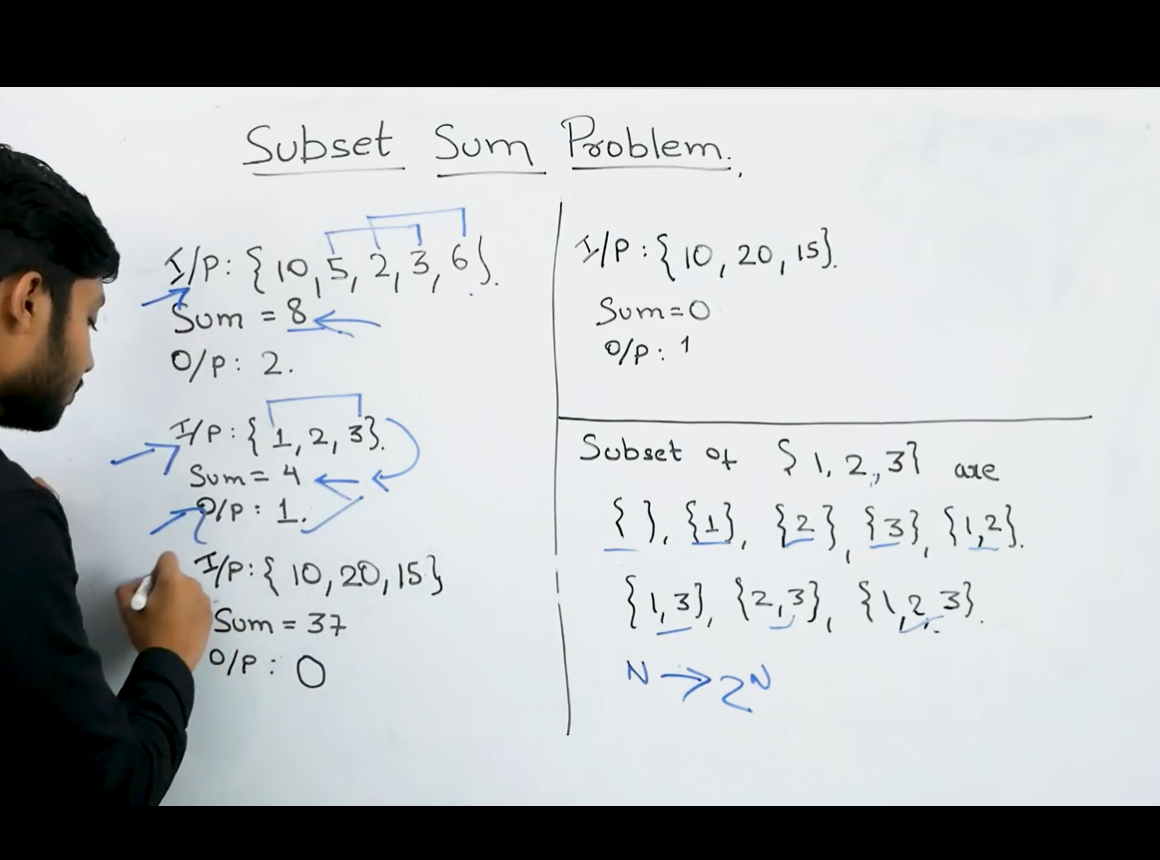 Subset Sum Problem.
I/P: {10, 5, 2, 3, 6}.
Sum = 8
O/P: 2.
I/P: {1, 2, 3}.
Sum = 4
O/P: 1.
I/P: {10, 20, 15}
Sum = 37
O/P: 0
I/P: {10, 20, 15}.
Sum=0
O/P: 1
Subset of {1, 2, 3} are
{ }, {1}, {2}, {3}, {1,2}.
{1, 3}, {2, 3}, {1, 2, 3}.
N → 2ᴺ